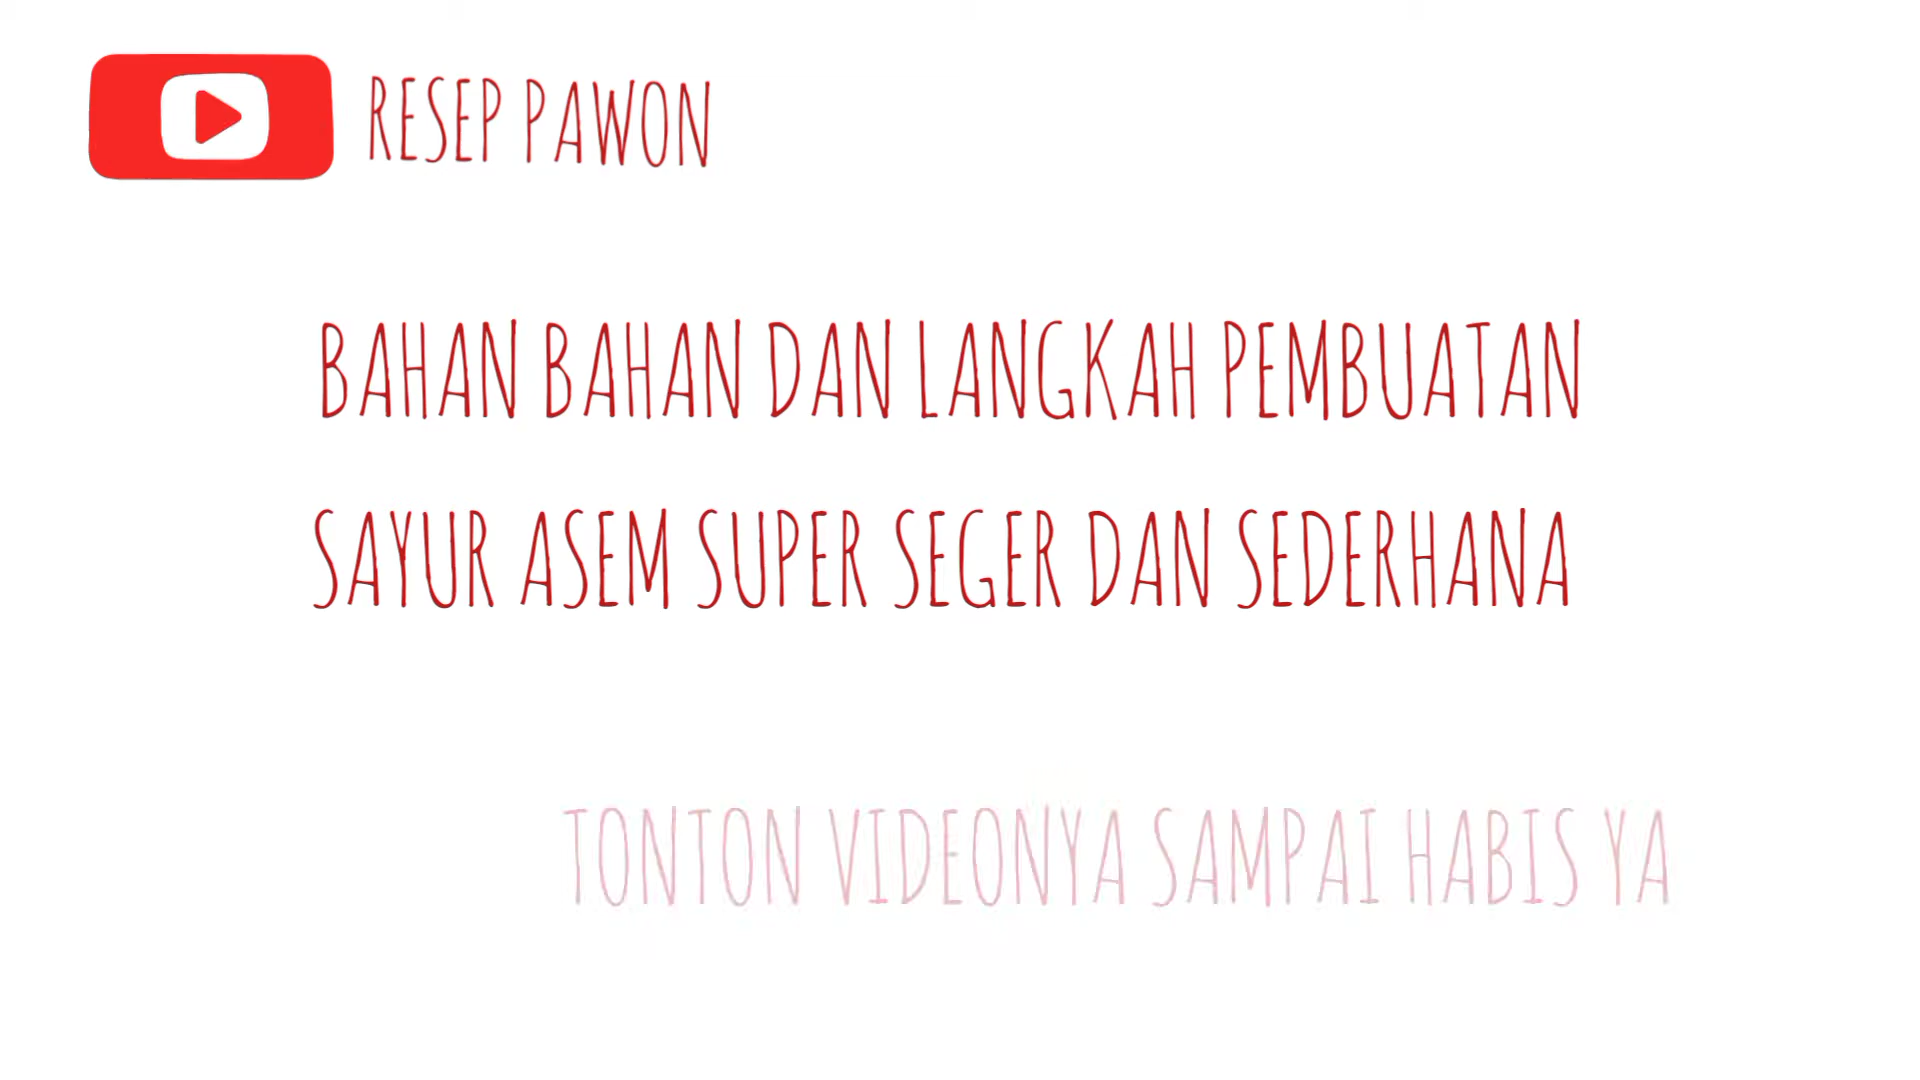 RESEP PAWON
BAHAN BAHAN DAN LANGKAH PEMBUATAN
SAYUR ASEM SUPER SEGER DAN SEDERHANA
TONTON VIDEONYA SAMPAI HABIS YA